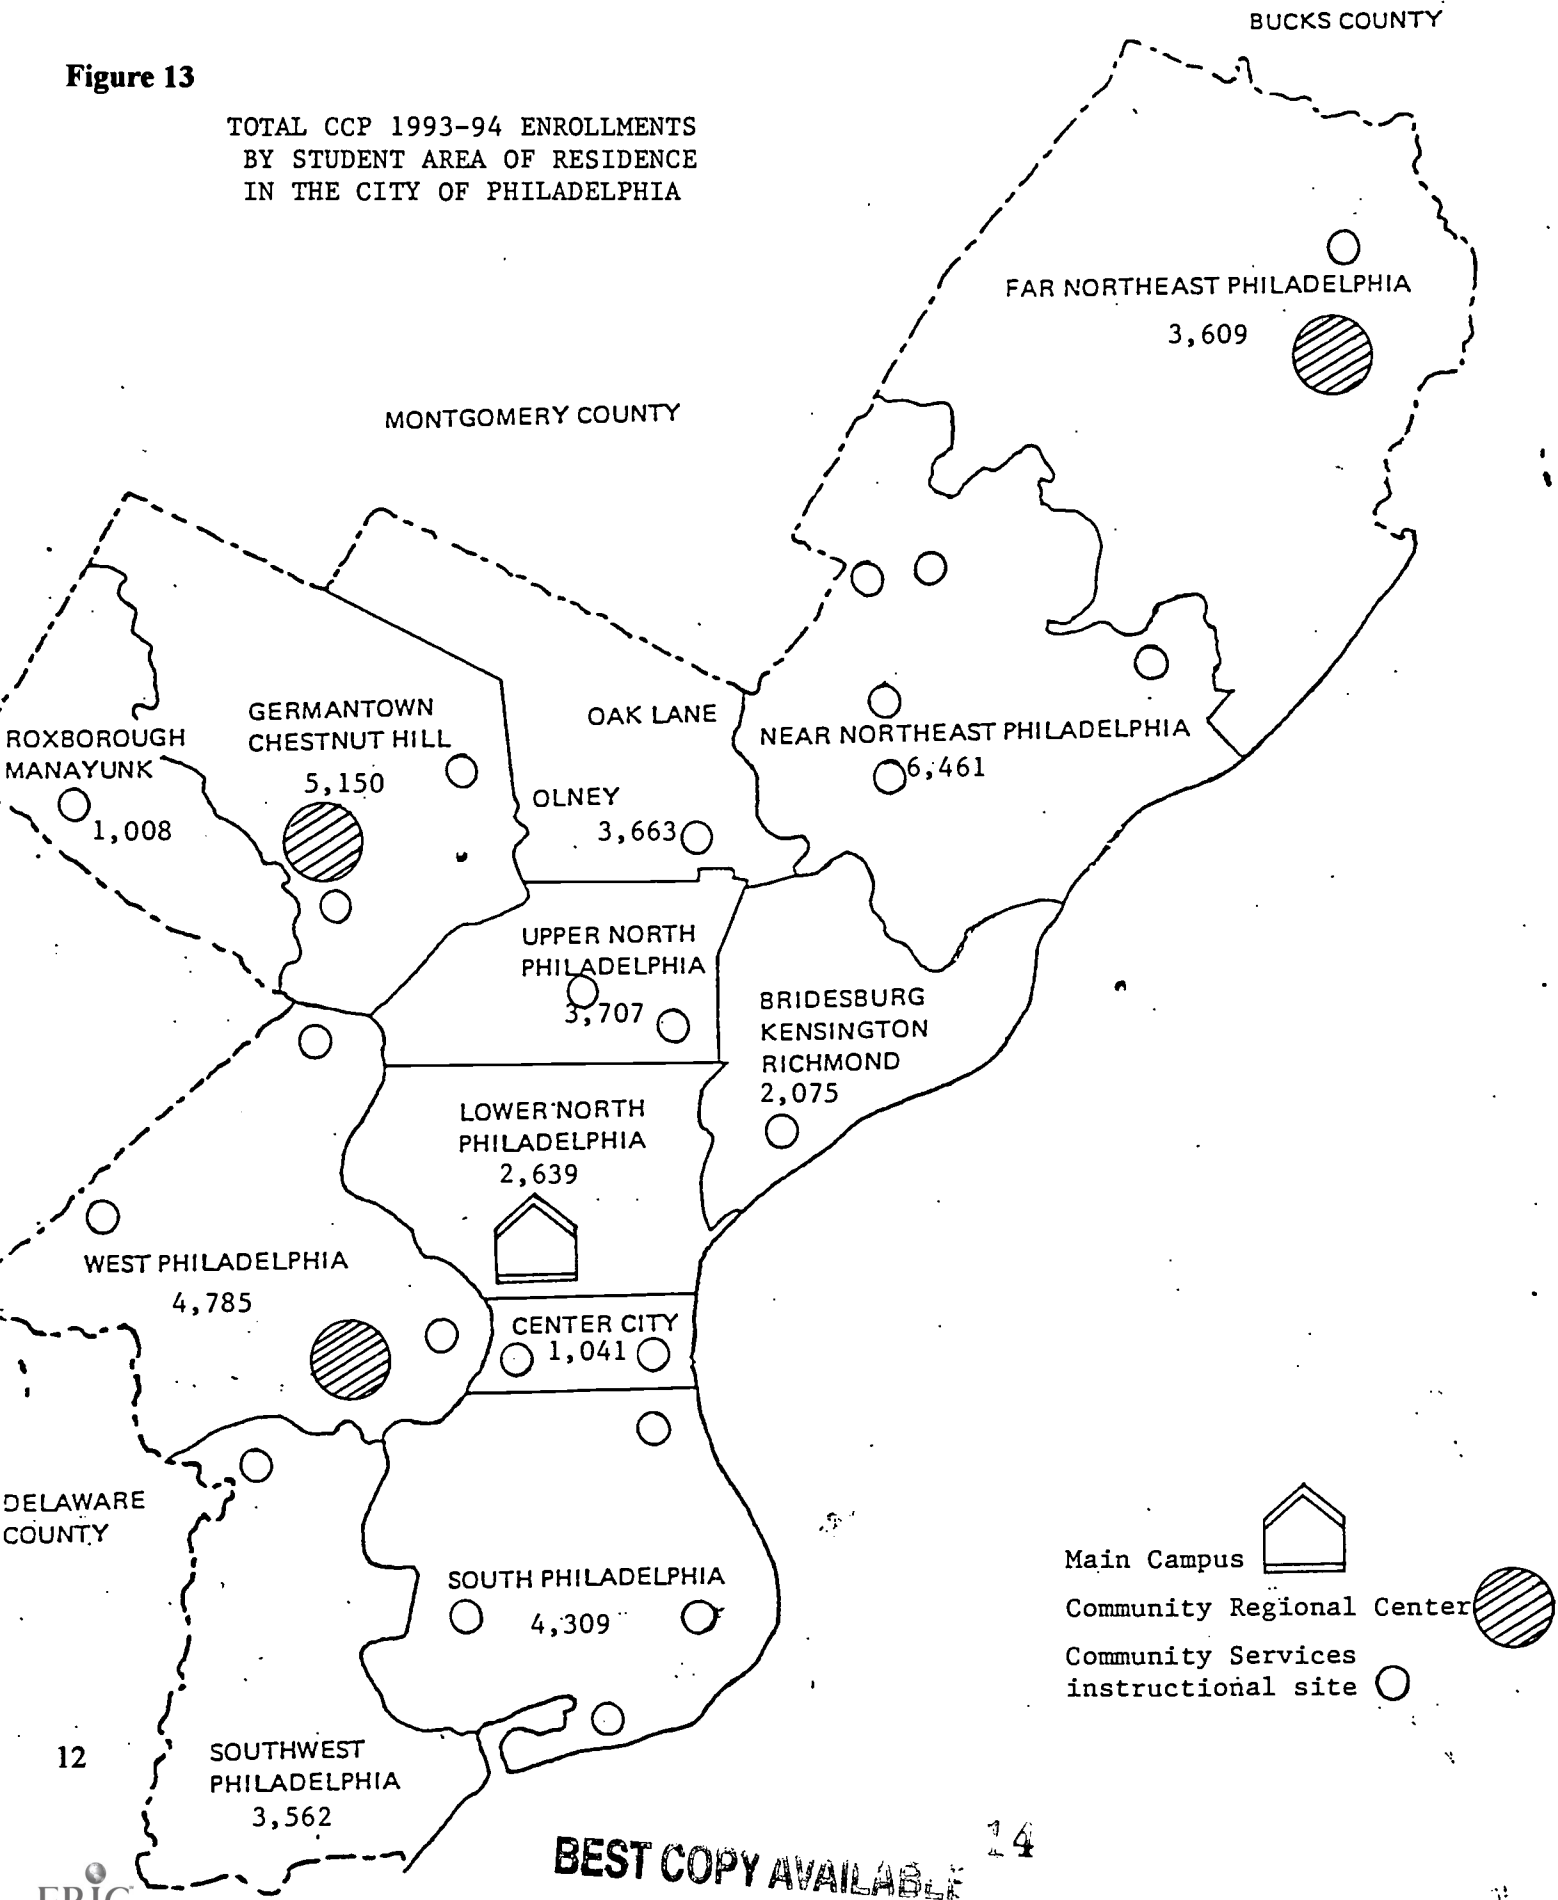 BUCKS COUNTY
Figure 13
TOTAL CCP 1993-94 ENROLLMENTS
BY STUDENT AREA OF RESIDENCE
IN THE CITY OF PHILADELPHIA
FAR NORTHEAST PHILADELPHIA
3,609
MONTGOMERY COUNTY
ROXBOROUGH
MANAYUNK
1,008
GERMANTOWN
CHESTNUT HILL
5,150
OAK LANE
OLNEY
3,663
NEAR NORTHEAST PHILADELPHIA
6,461
UPPER NORTH
PHILADELPHIA
3,707
BRIDESBURG
KENSINGTON
RICHMOND
2,075
LOWER NORTH
PHILADELPHIA
2,639
WEST PHILADELPHIA
4,785
CENTER CITY
1,041
DELAWARE
COUNTY
SOUTH PHILADELPHIA
4,309
Main Campus
Community Regional Center
Community Services
instructional site
SOUTHWEST
PHILADELPHIA
3,562
12
14
BEST COPY AVAILABLE
ERIC